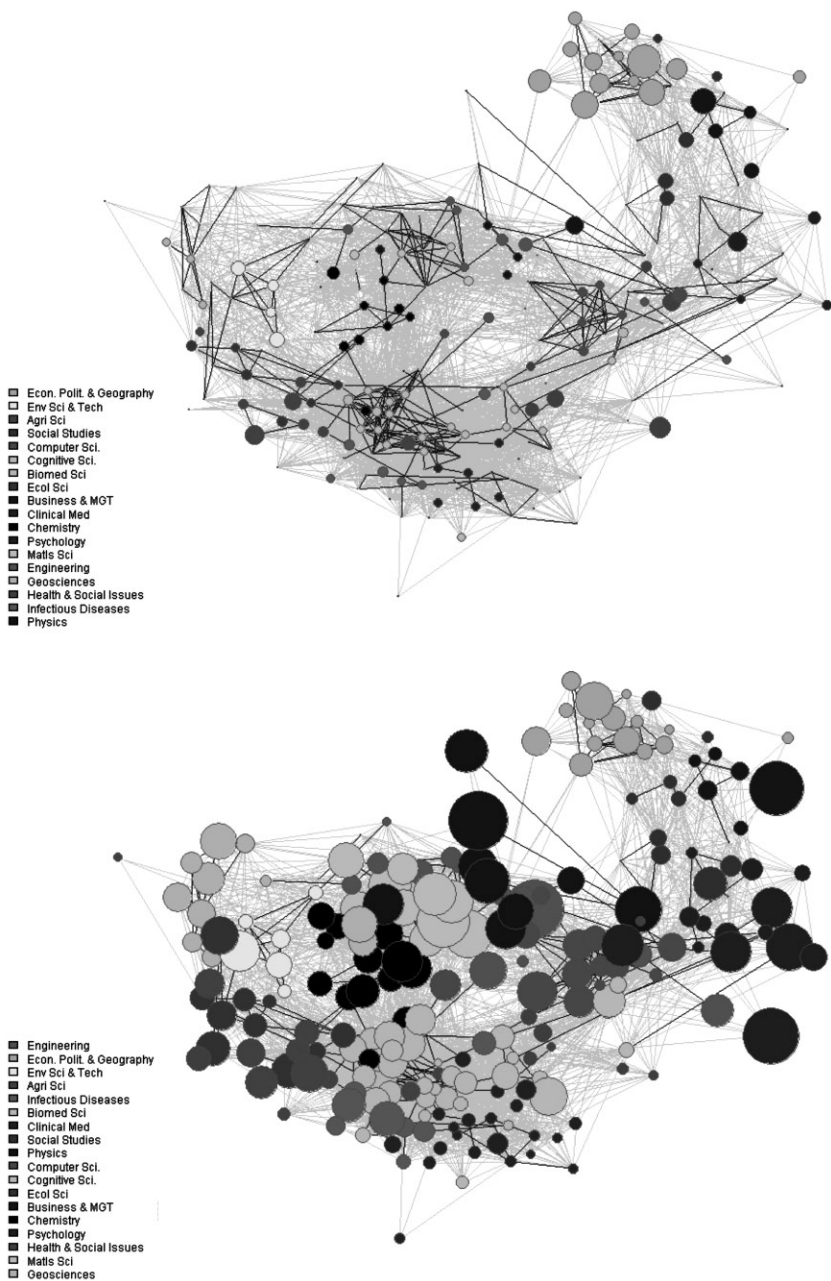 Econ. Polit. & Geography
Env Sci & Tech
Agri Sci
Social Studies
Computer Sci.
Cognitive Sci.
Biomed Sci
Ecol Sci
Business & MGT
Clinical Med
Chemistry
Psychology
Matls Sci
Engineering
Geosciences
Health & Social Issues
Infectious Diseases
Physics
Engineering
Econ. Polit. & Geography
Env Sci & Tech
Agri Sci
Infectious Diseases
Biomed Sci
Clinical Med
Social Studies
Physics
Computer Sci.
Cognitive Sci.
Ecol Sci
Business & MGT
Chemistry
Psychology
Health & Social Issues
Matls Sci
Geosciences